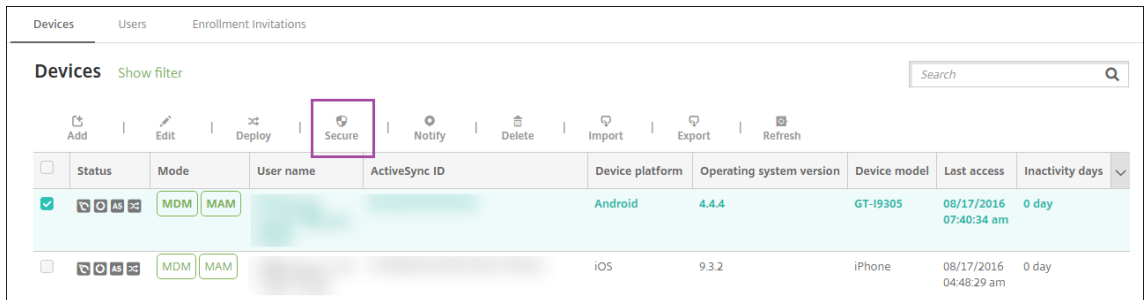 Devices Users Enrollment Invitations
Devices Show filter Search
Add | Edit | Deploy | Secure | Notify | Delete | Import | Export | Refresh
Status Mode User name ActiveSync ID Device platform Operating system version Device model Last access Inactivity days
AS MDM MAM Android 4.4.4 GT-I9305 08/17/2016 0 day
07:40:34 am
AS MDM MAM iOS 9.3.2 iPhone 08/17/2016 0 day
04:48:29 am